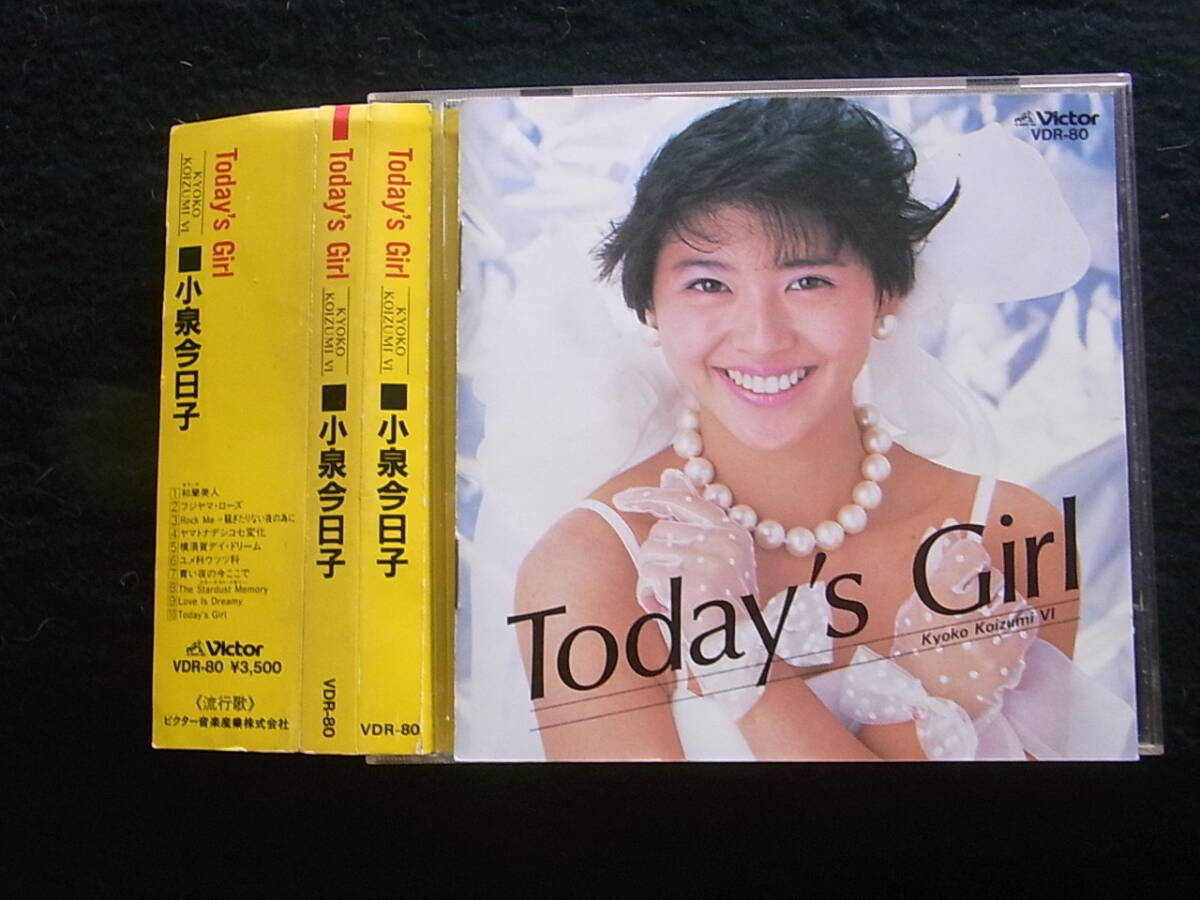 Today's Girl
KYOKO
KOIZUMI VI
■小泉今日子
1 和蘭美人
2 フジヤマ・ローズ
3 Rock Me－騒ぎたりない夜の為に
4 ヤマトナデシコ七変化
5 横須賀デイ・ドリーム
6 ユメ科ウツツ科
7 青い夜の今ここで
8 The Stardust Memory
9 Love Is Dreamy
10 Today's Girl
Victor
VDR-80 ¥3,500
《流行歌》
ビクター音楽産業株式会社
Today's Girl
KYOKO
KOIZUMI VI
■小泉今日子
VDR-80
Today's Girl
KYOKO
KOIZUMI VI
■小泉今日子
VDR-80
Victor
VDR-80
Today's Girl
Kyoko Koizumi VI